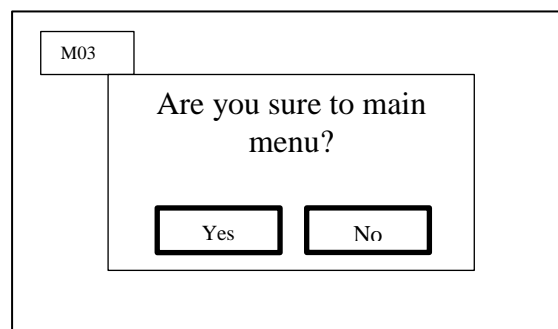 M03
Are you sure to main
menu?
Yes
No